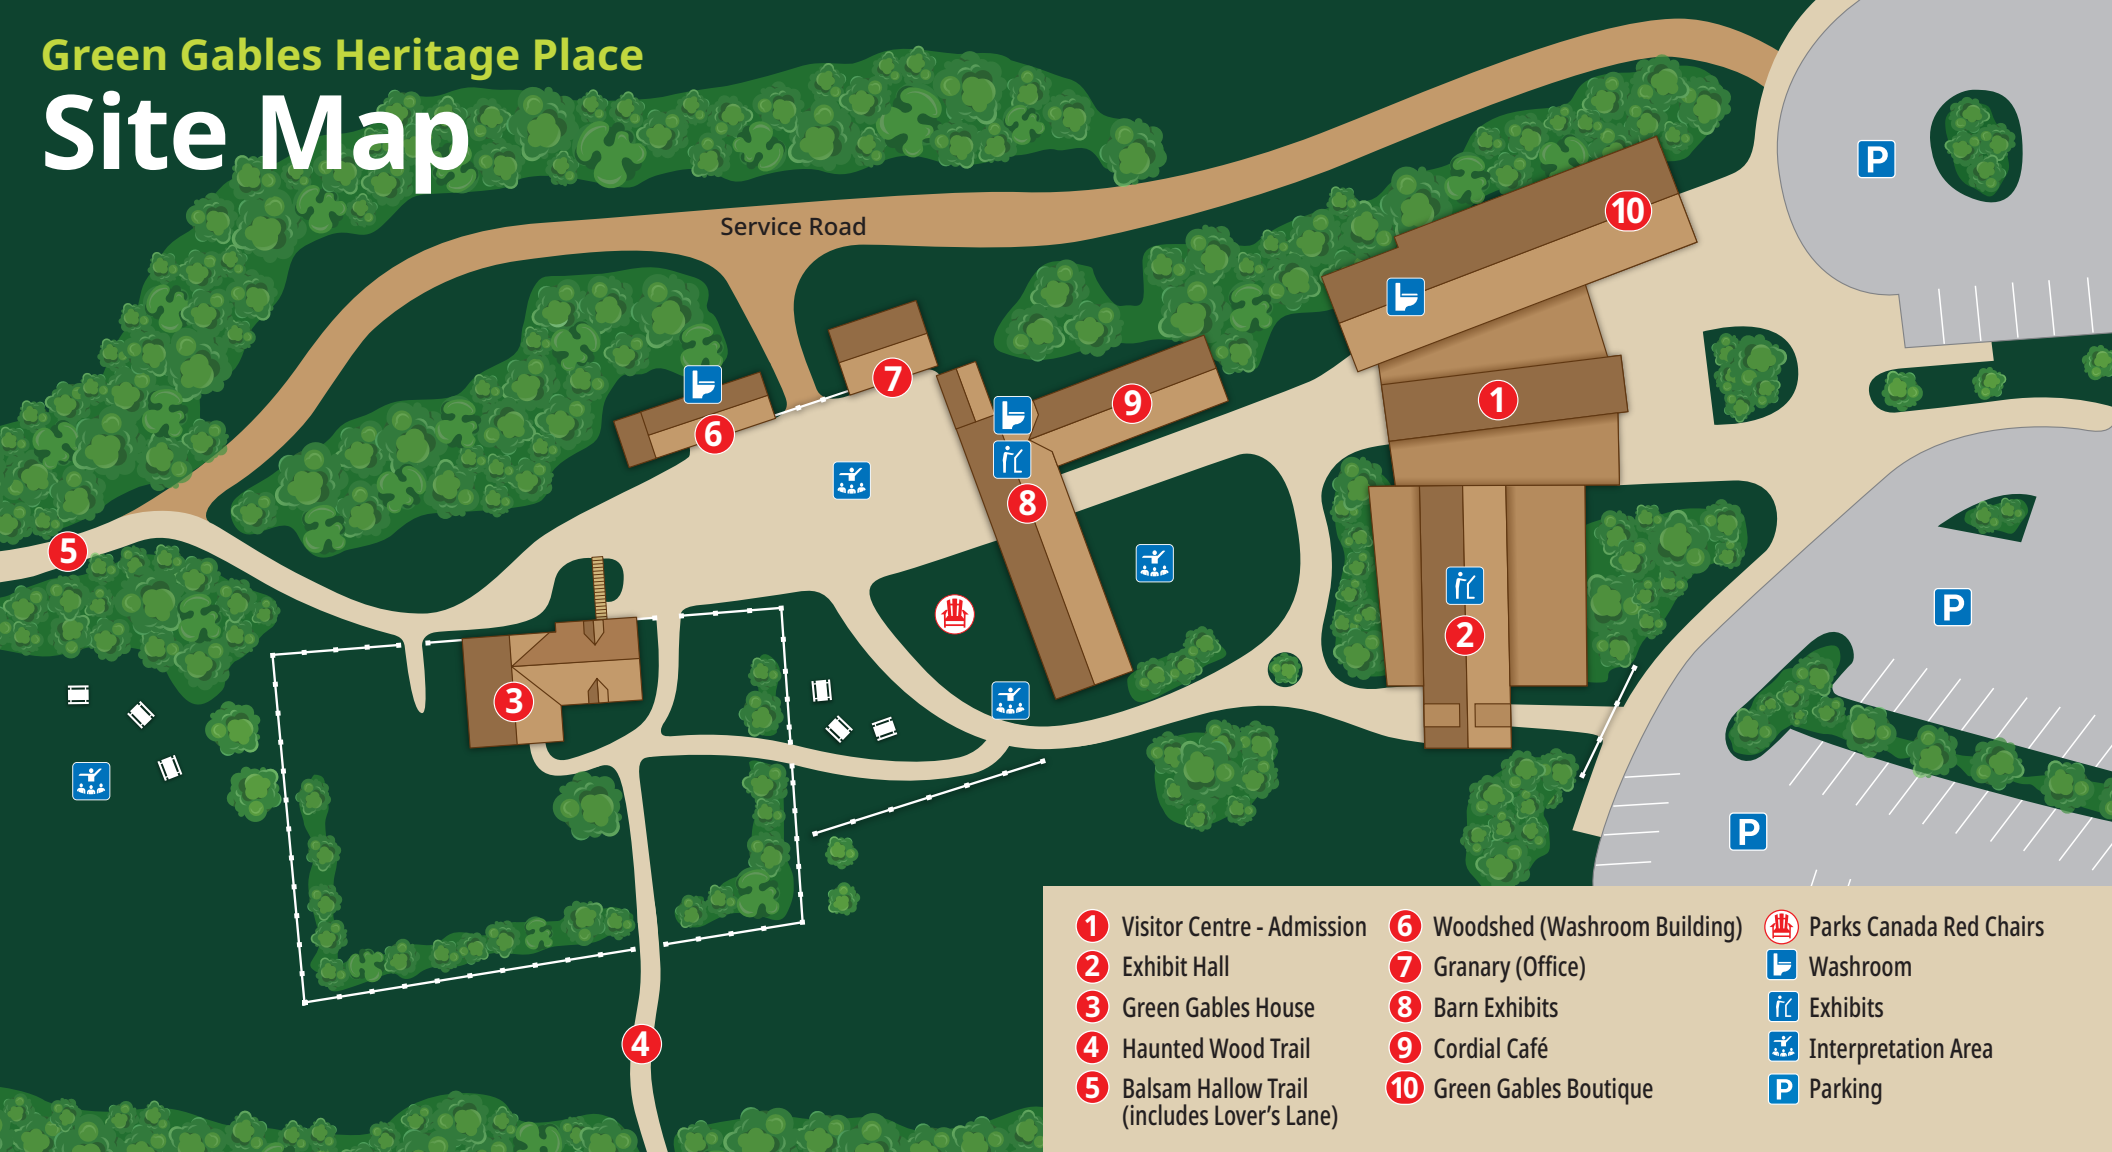 Green Gables Heritage Place
Site Map
Service Road
P
10
7
9
1
6
8
5
2
P
3
P
4
1 Visitor Centre - Admission
2 Exhibit Hall
3 Green Gables House
4 Haunted Wood Trail
5 Balsam Hallow Trail
(includes Lover's Lane)
6 Woodshed (Washroom Building)
7 Granary (Office)
8 Barn Exhibits
9 Cordial Café
10 Green Gables Boutique
Parks Canada Red Chairs
Washroom
Exhibits
Interpretation Area
P Parking